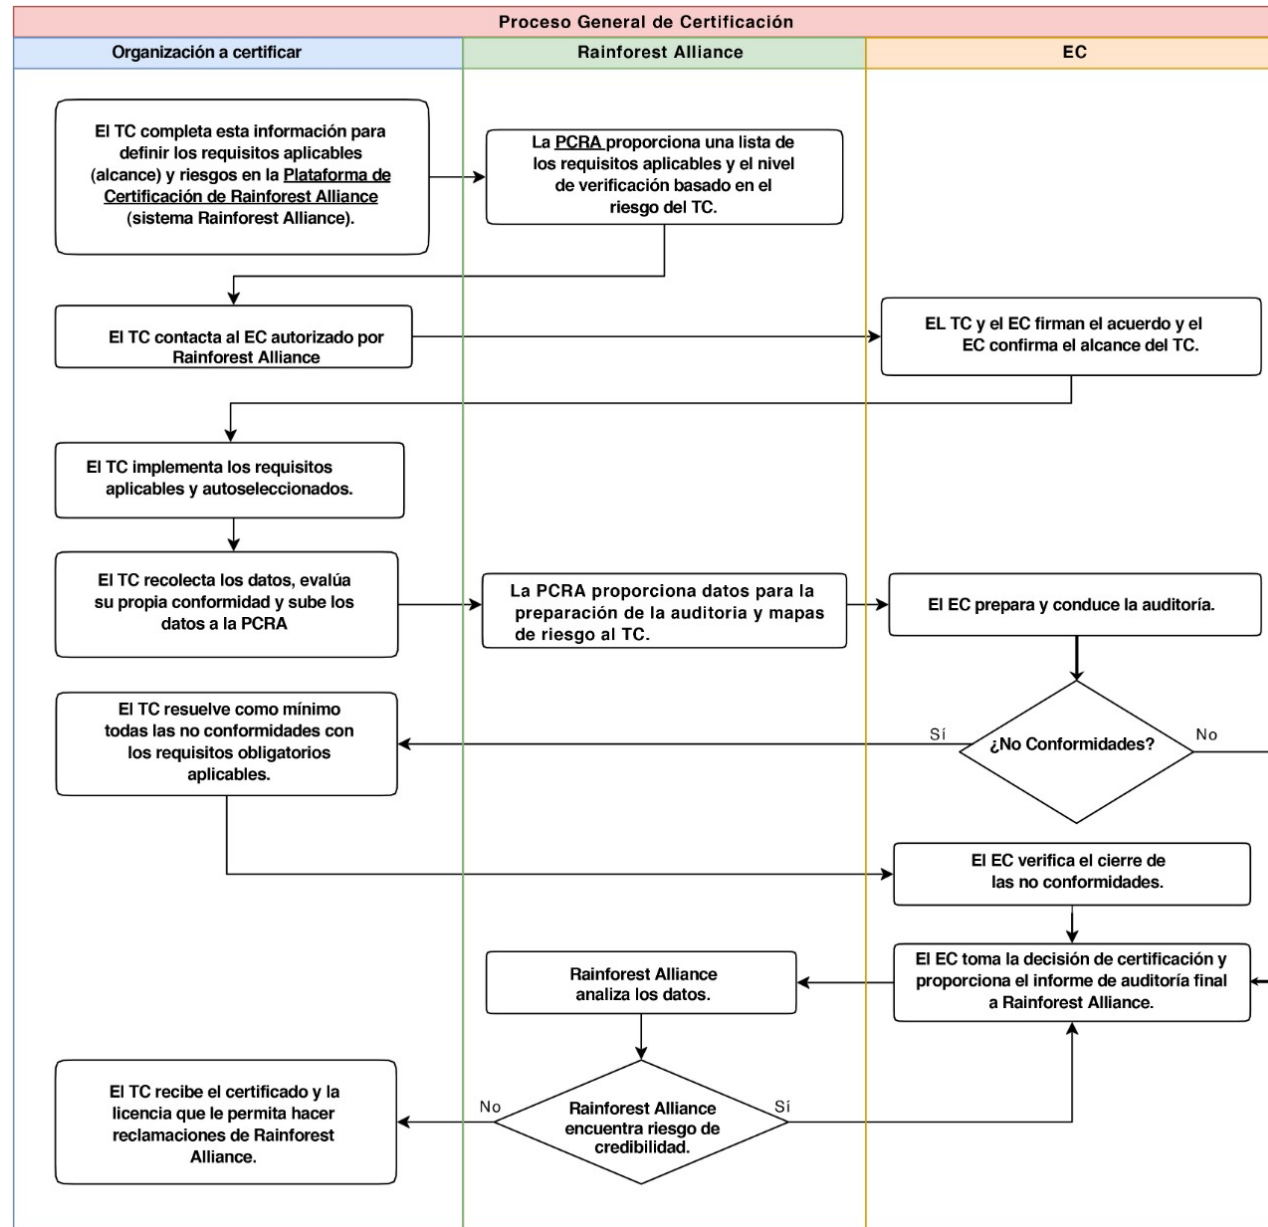 Proceso General de Certificación
Organización a certificar
Rainforest Alliance
EC
El TC completa esta información para
definir los requisitos aplicables
(alcance) y riesgos en la Plataforma de
Certificación de Rainforest Alliance
(sistema Rainforest Alliance).
La PCRA proporciona una lista de
los requisitos aplicables y el nivel
de verificación basado en el
riesgo del TC.
El TC contacta al EC autorizado por
Rainforest Alliance
EL TC y el EC firman el acuerdo y el
EC confirma el alcance del TC.
El TC implementa los requisitos
aplicables y autoseleccionados.
El TC recolecta los datos, evalúa
su propia conformidad y sube los
datos a la PCRA
La PCRA proporciona datos para la
preparación de la auditoria y mapas
de riesgo al TC.
El EC prepara y conduce la auditoría.
El TC resuelve como mínimo
todas las no conformidades con
los requisitos obligatorios
aplicables.
Sí
¿No Conformidades?
No
El EC verifica el cierre de
las no conformidades.
El EC toma la decisión de certificación y
proporciona el informe de auditoría final
a Rainforest Alliance.
Rainforest Alliance
analiza los datos.
El TC recibe el certificado y la
licencia que le permita hacer
reclamaciones de Rainforest
Alliance.
No
Rainforest Alliance
encuentra riesgo de
credibilidad.
Sí